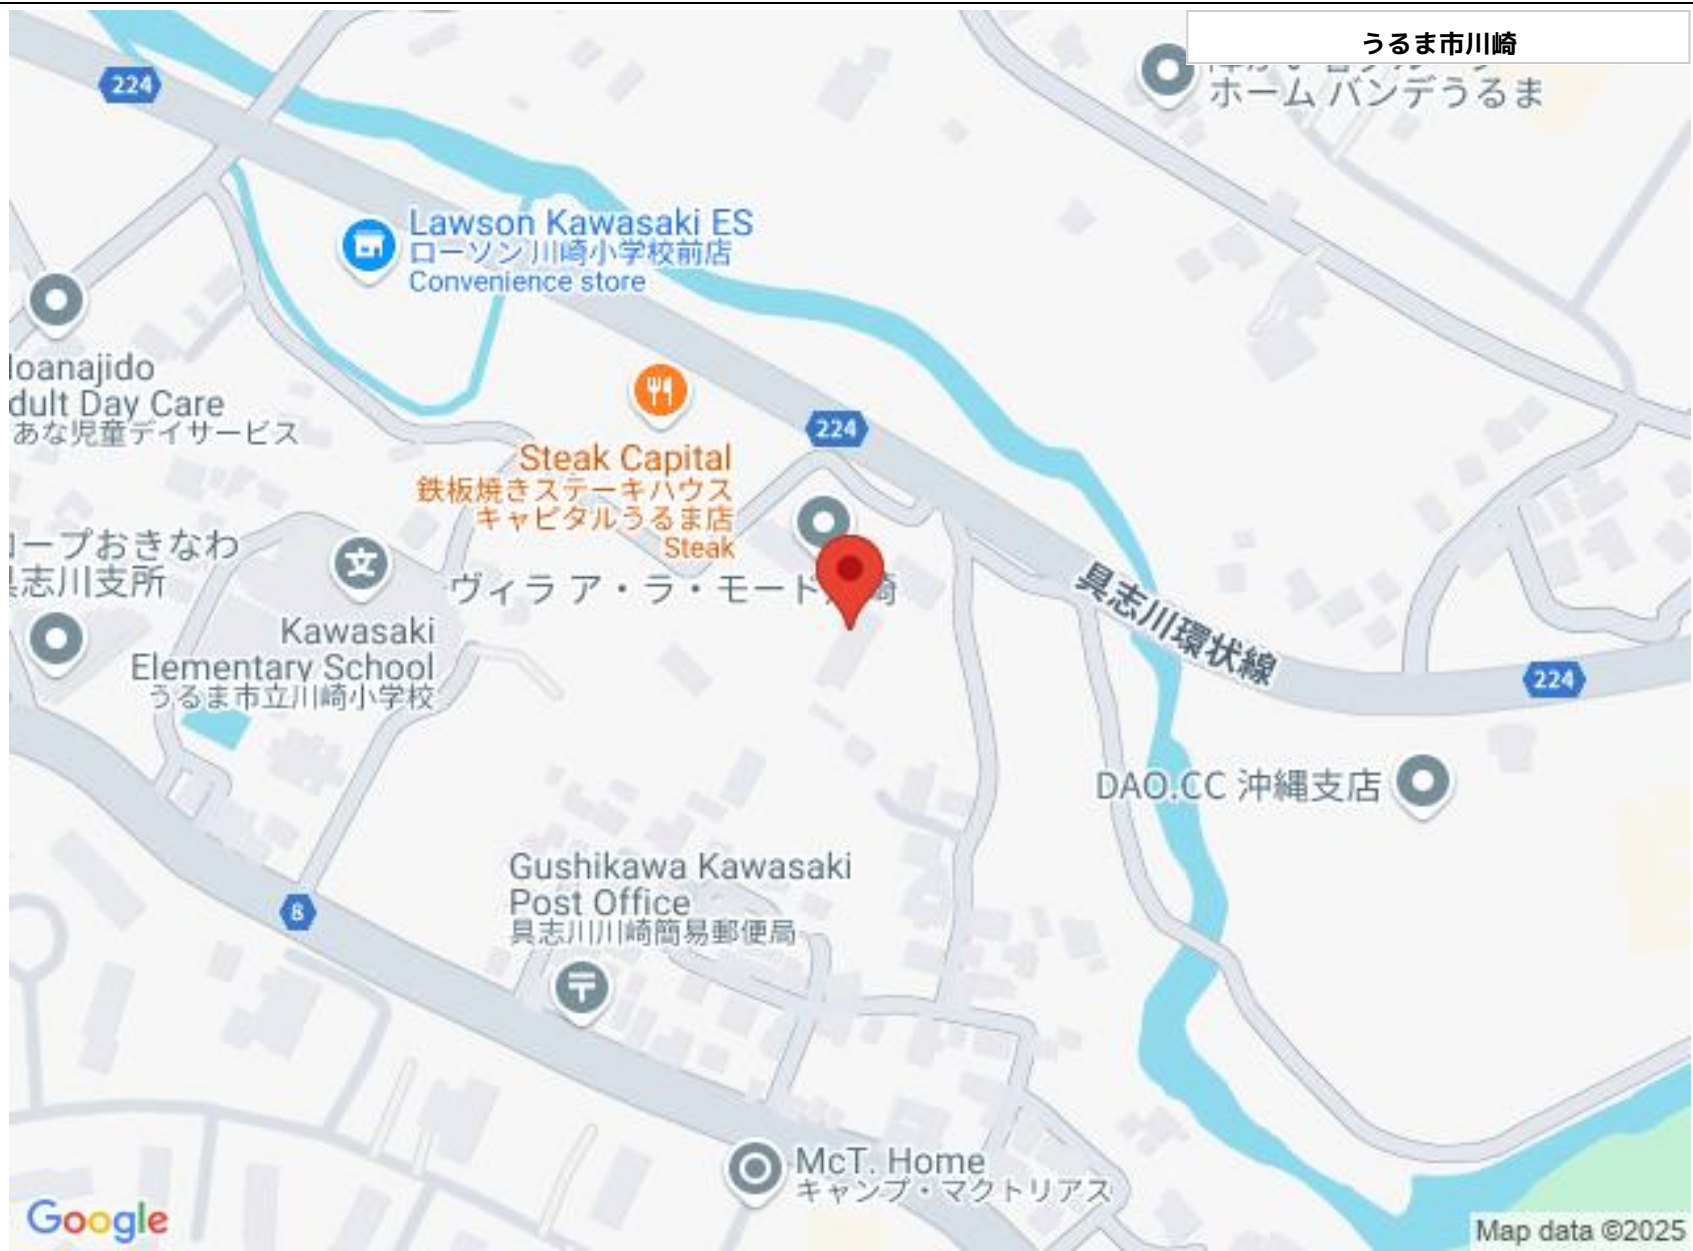 うるま市川崎
224
ホーム バンデうるま
Lawson Kawasaki ES
ローソン 川崎小学校前店
Convenience store
loanajido
dult Day Care
あな児童デイサービス
224
Steak Capital
鉄板焼きステーキハウス
キャピタルうるま店
Steak
ープおきなわ
志川支所
ヴィラ ア・ラ・モード
Kawasaki
Elementary School
うるま市立川崎小学校
具志川環状線
224
DAO.CC 沖縄支店
Gushikawa Kawasaki
Post Office
具志川川崎簡易郵便局
8
McT. Home
キャンプ・マクトリアス
Google
Map data ©2025